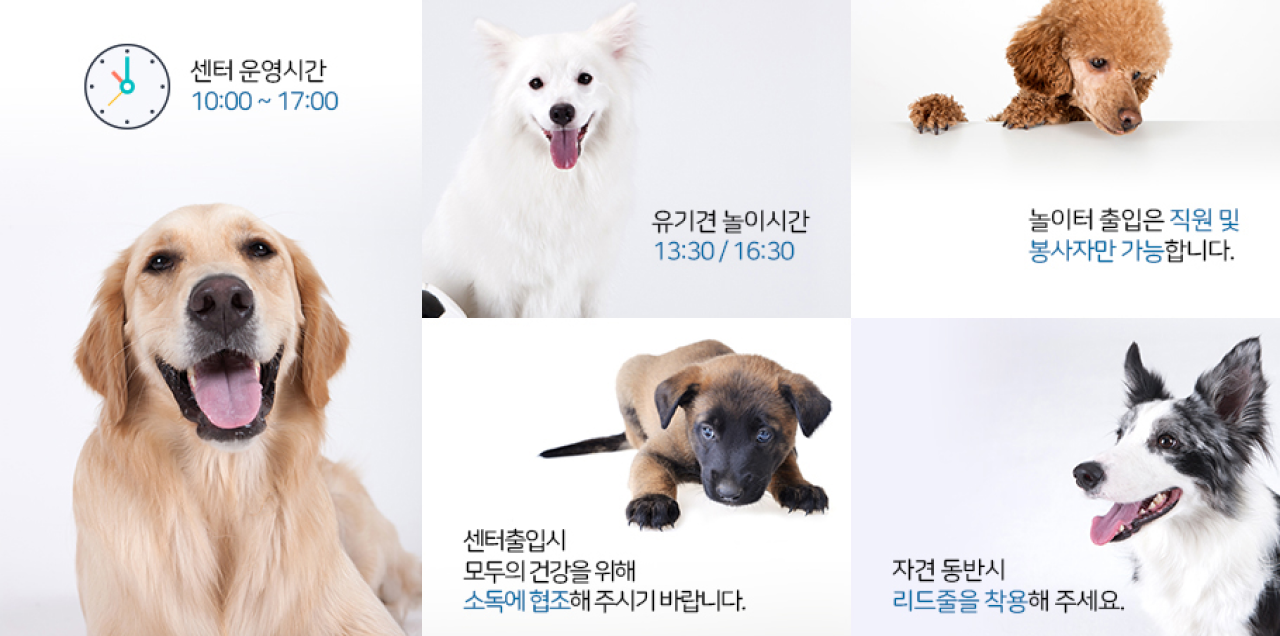 센터 운영시간
10:00 ~ 17:00
유기견 놀이시간
13:30 / 16:30
놀이터 출입은 직원 및
봉사자만 가능합니다.
센터출입시
모두의 건강을 위해
소독에 협조해 주시기 바랍니다.
자견 동반시
리드줄을 착용해 주세요.